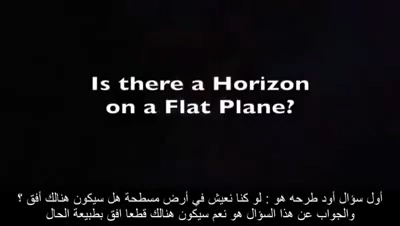 Is there a Horizon
on a Flat Plane?
أول سؤال أود طرحه هو : لو كنا نعيش في أرض مسطحة هل سيكون هنالك أفق ؟
والجواب عن هذا السؤال هو نعم سيكون هنالك قطعا افق بطبيعة الحال